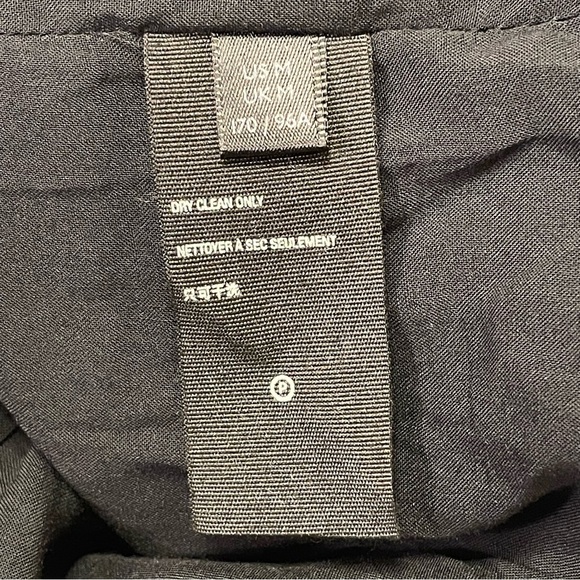 US M
UK M
170 / 96A
DRY CLEAN ONLY
NETTOYER À SEC SEULEMENT
只可干洗
Ⓟ